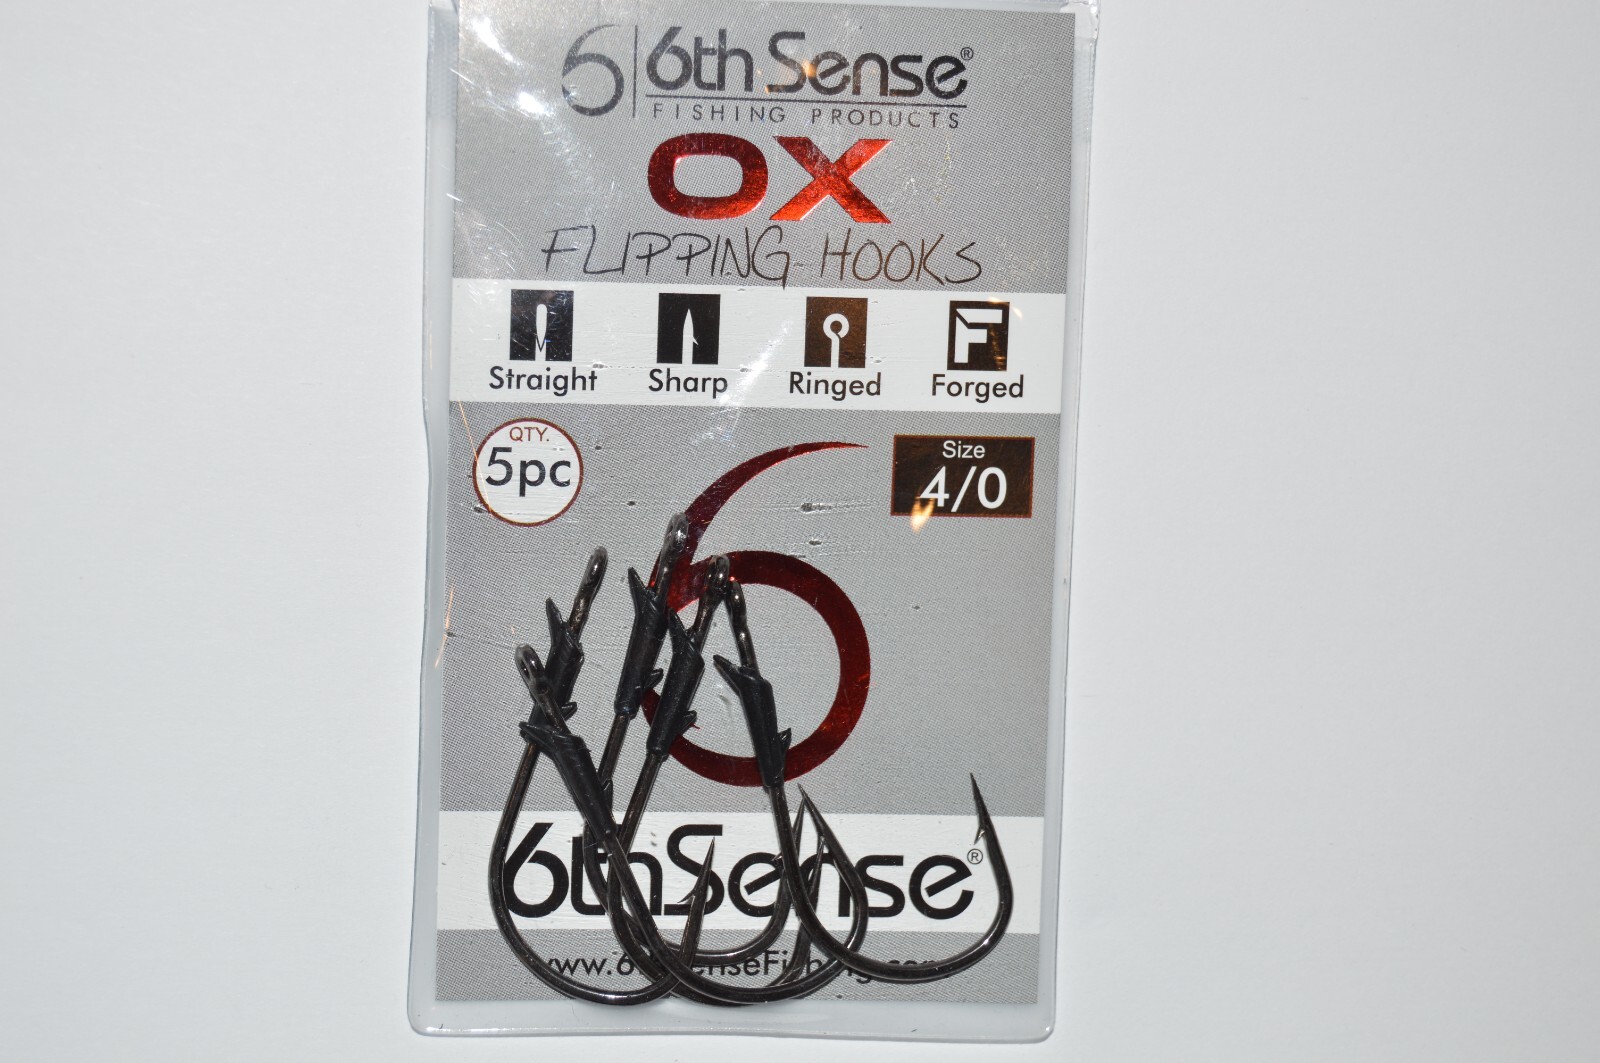 6 6th Sense®
FISHING PRODUCTS
OX
FLIPPING HOOKS
Straight Sharp Ringed Forged
QTY.
5pc
Size
4/0
6
6thSense®